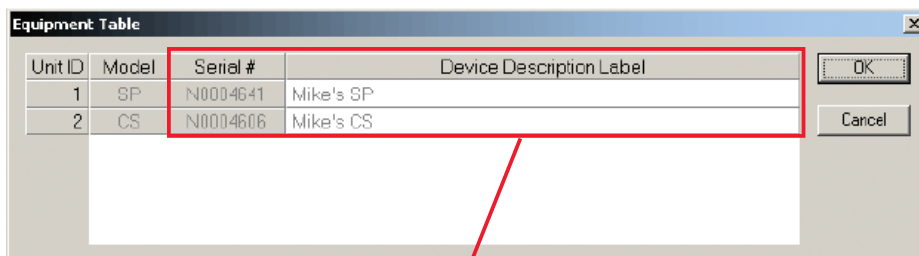 Equipment Table
Unit ID Model Serial # Device Description Label OK
1 SP N0004641 Mike's SP
2 CS N0004606 Mike's CS Cancel